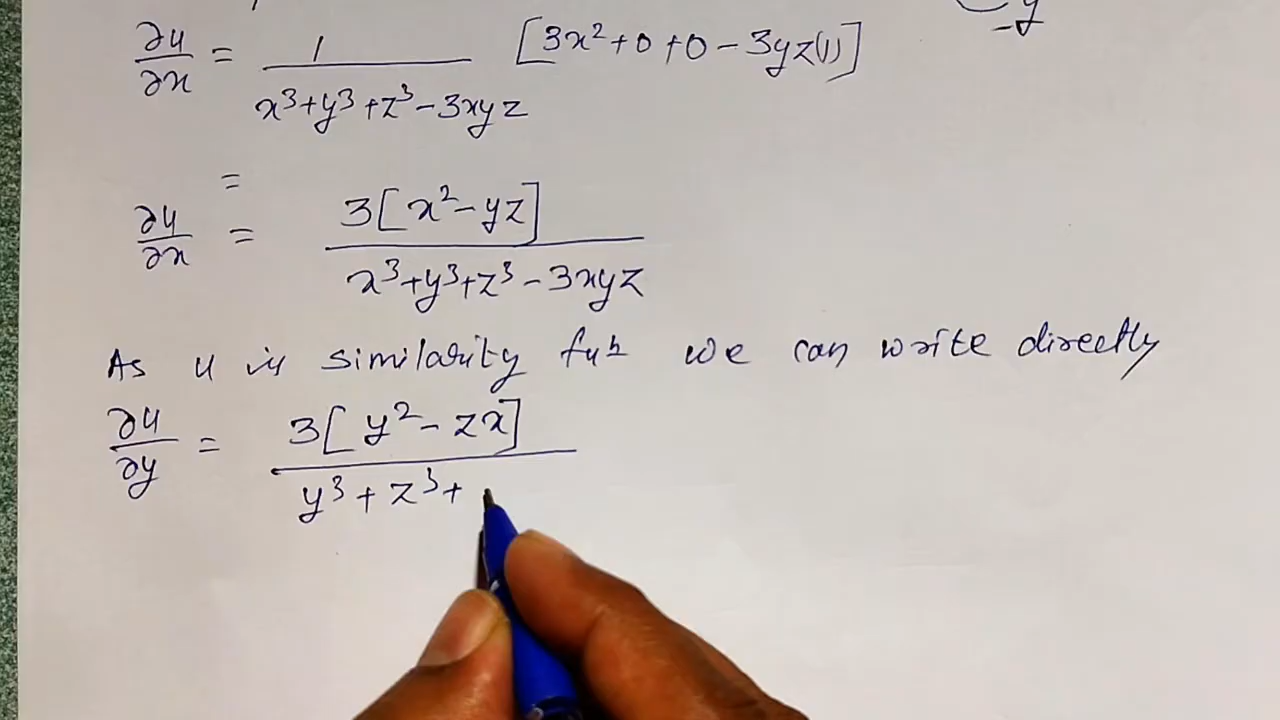 ∂u/∂x = 1/(x³+y³+z³-3xyz) [3x²+0+0-3yz(1)]
=
∂u/∂x = 3[x²-yz]/(x³+y³+z³-3xyz)
As u is similarity fun we can write directly
∂u/∂y = 3[y²-zx]/(y³+z³+
y